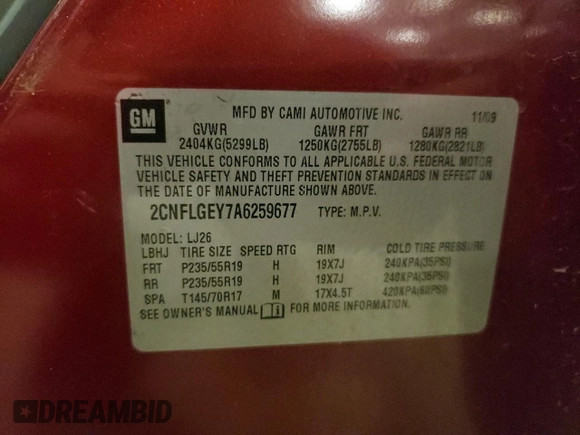 GM
MFD BY CAMI AUTOMOTIVE INC. 11/09
GVWR GAWR FRT GAWR RR
2404KG(5299LB) 1250KG(2755LB) 1280KG(2821LB)
THIS VEHICLE CONFORMS TO ALL APPLICABLE U.S. FEDERAL MOTOR
VEHICLE SAFETY AND THEFT PREVENTION STANDARDS IN EFFECT ON
THE DATE OF MANUFACTURE SHOWN ABOVE.
2CNFLGEY7A6259677 TYPE: M.P.V.
MODEL: LJ26
LBHJ TIRE SIZE SPEED RTG RIM COLD TIRE PRESSURE
FRT P235/55R19 H 19X7J 240KPA(35PSI)
RR P235/55R19 H 19X7J 240KPA(35PSI)
SPA T145/70R17 M 17X4.5T 420KPA(60PSI)
SEE OWNER'S MANUAL FOR MORE INFORMATION.
DREAMBID